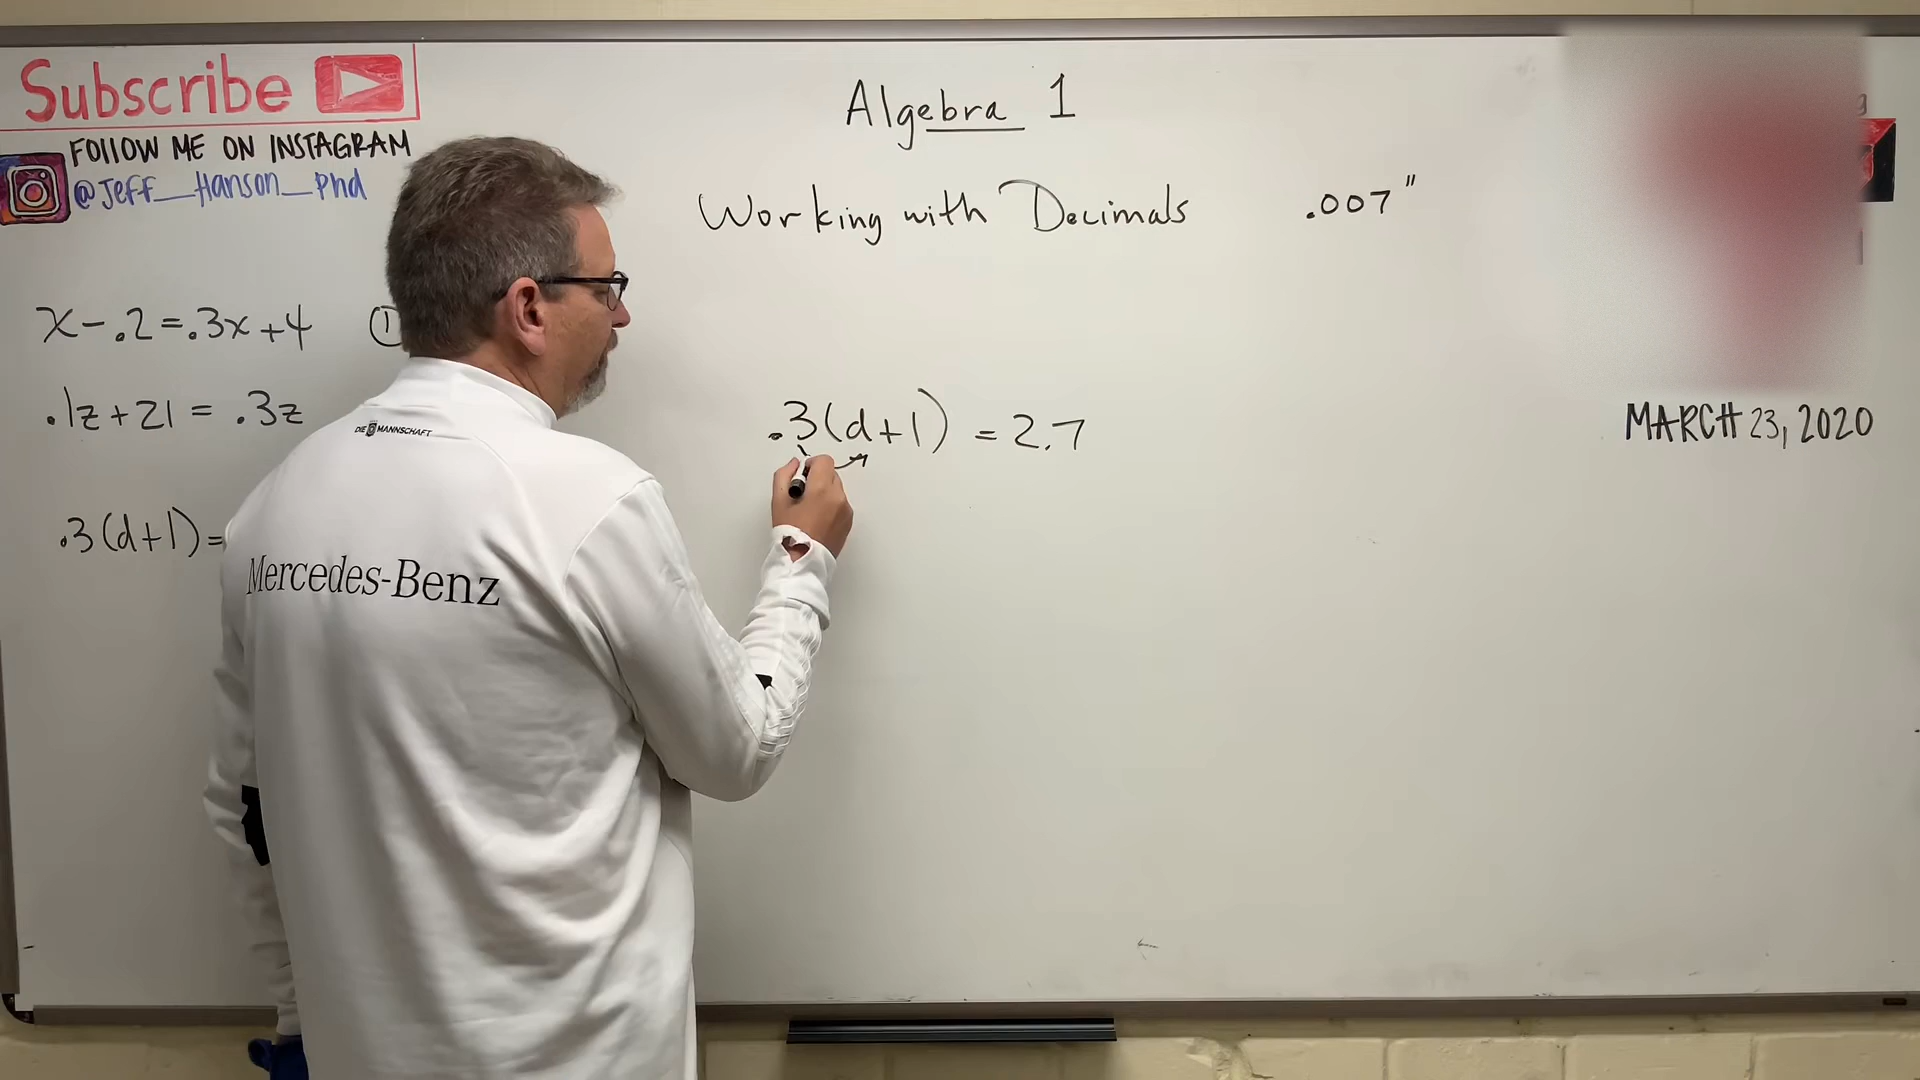 Subscribe
FOLLOW ME ON INSTAGRAM
@Jeff__Hanson__Phd
Algebra 1
Working with Decimals .007"
x-.2=.3x+4 ①
.1z+21 = .3z
.3(d+1)=
.3(d+1) = 2.7
MARCH 23, 2020
DIE MANNSCHAFT
Mercedes-Benz